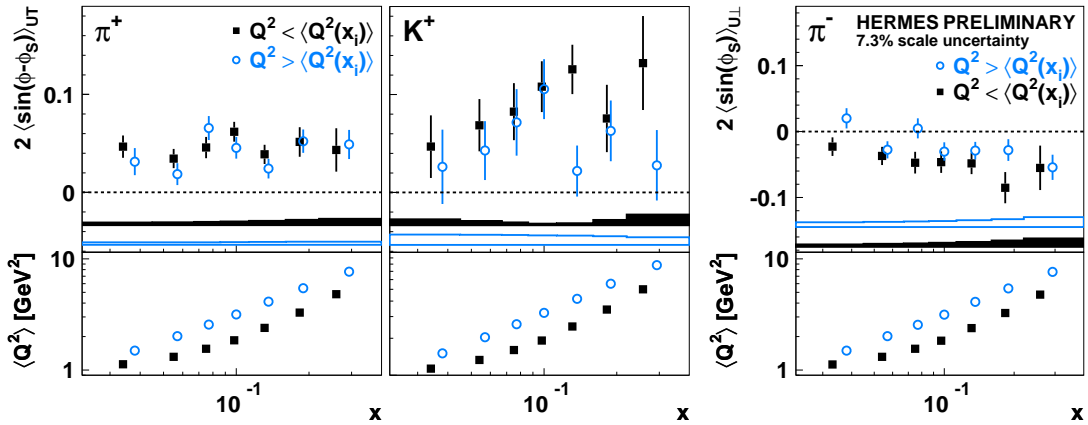 2 ⟨sin(ϕ-ϕS)⟩UT
π+
Q2 < ⟨Q2(xi)⟩
Q2 > ⟨Q2(xi)⟩
K+
0.1
0
2 ⟨sin(ϕS)⟩U⊥
π-
HERMES PRELIMINARY
7.3% scale uncertainty
Q2 > ⟨Q2(xi)⟩
Q2 < ⟨Q2(xi)⟩
0.1
0
-0.1
⟨Q2⟩ [GeV2]
10
1
10 -1
x
10 -1
x
⟨Q2⟩ [GeV2]
10
1
10 -1
x